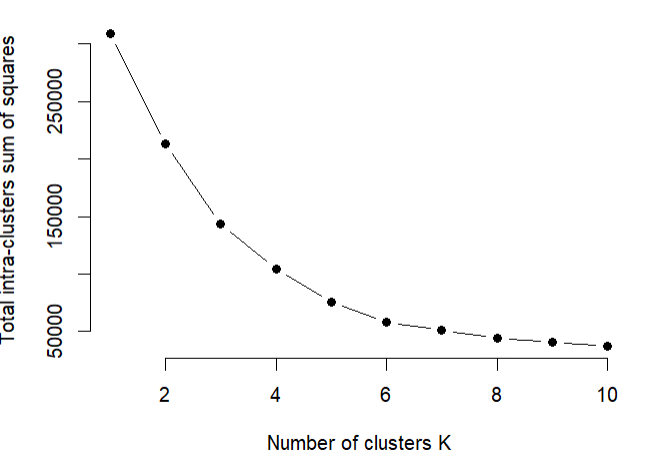 Total intra-clusters sum of squares
250000
150000
50000
2 4 6 8 10
Number of clusters K